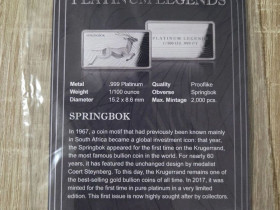 PLATINUM LEGENDS
PLATINUM LEGENDS
Metal .999 Platinum Quality Prooflike
Weight 1/100 ounces Obverse Springbok
Diameter 15.2 x 8.6 mm Max. Mintage 2,000 pcs.
SPRINGBOK
In 1967, a coin motif that had previously been known mainly
in South Africa became a global investment icon: that year,
the Springbok appeared for the first time on the Krugerrand,
the most famous bullion coin in the world. For nearly 60
years, it has featured the unchanged design by medalist
Coert Steynberg. To this day, the Krugerrand remains one of
the best-selling gold bullion coins of all time. In 2017, it was
minted for the first time in pure platinum in a very limited
edition. This first issue is now highly sought after by collectors.